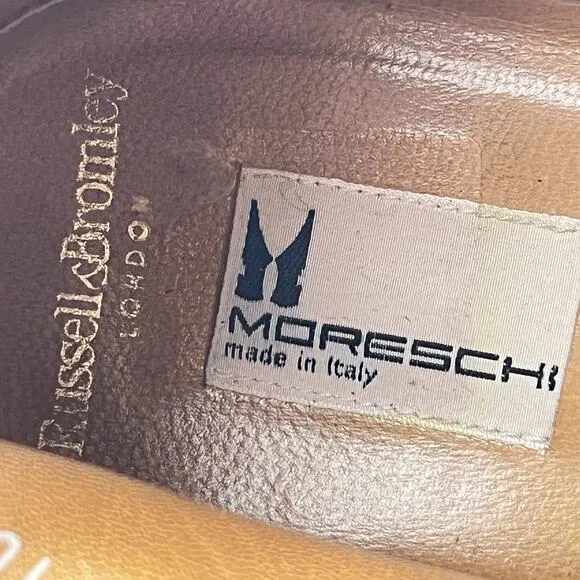 Russell & Bromley
LONDON
MORESCHI
made in Italy